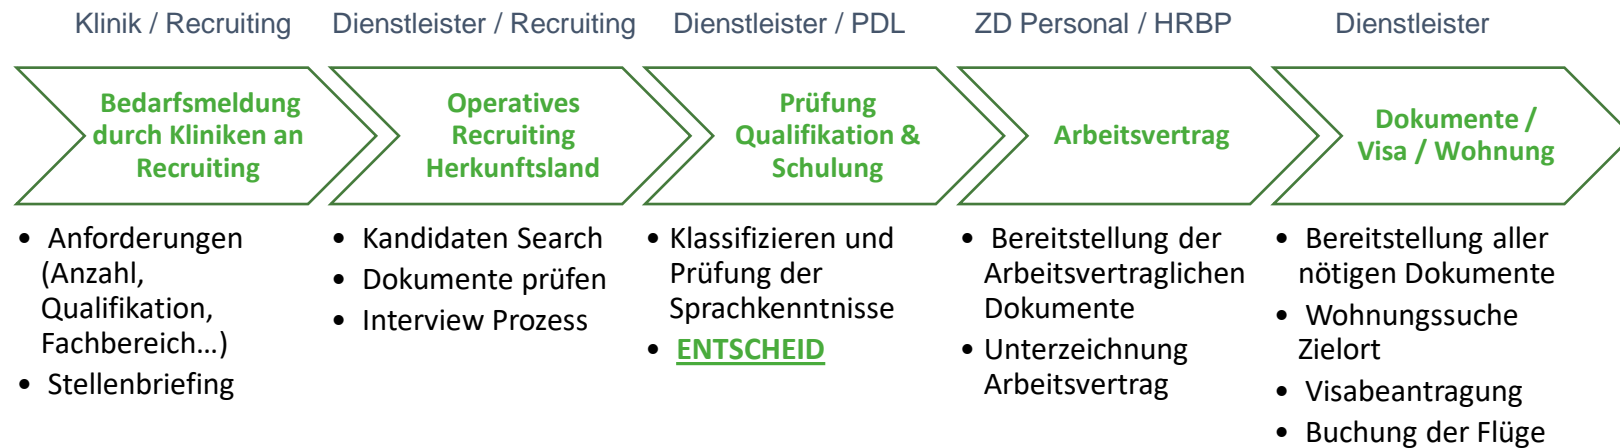 Klinik / Recruiting
Dienstleister / Recruiting
Dienstleister / PDL
ZD Personal / HRBP
Dienstleister
Bedarfsmeldung
durch Kliniken an
Recruiting
Operatives
Recruiting
Herkunftsland
Prüfung
Qualifikation &
Schulung
Arbeitsvertrag
Dokumente /
Visa / Wohnung
• Anforderungen
(Anzahl,
Qualifikation,
Fachbereich...)
• Stellenbriefing
• Kandidaten Search
• Dokumente prüfen
• Interview Prozess
• Klassifizieren und
Prüfung der
Sprachkenntnisse
• ENTSCHEID
• Bereitstellung der
Arbeitsvertraglichen
Dokumente
• Unterzeichnung
Arbeitsvertrag
• Bereitstellung aller
nötigen Dokumente
• Wohnungssuche
Zielort
• Visabeantragung
• Buchung der Flüge